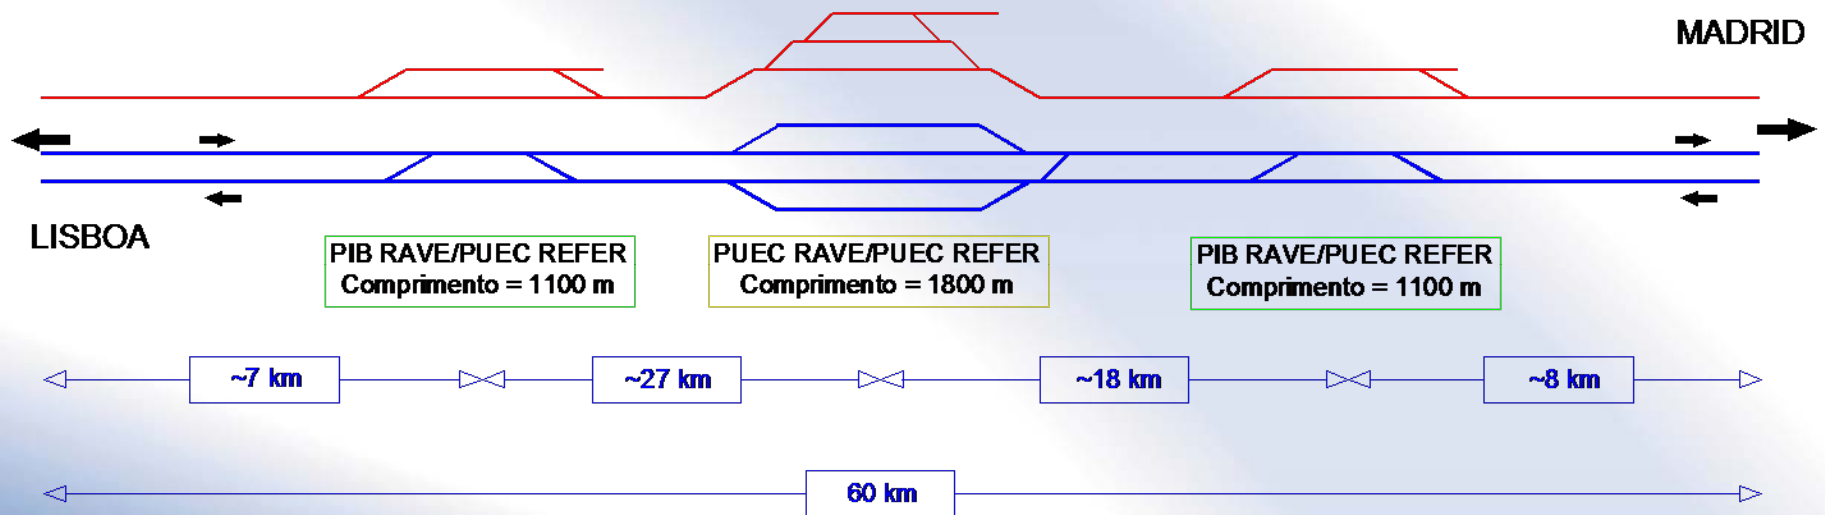 MADRID
LISBOA
PIB RAVE/PUEC REFER
Comprimento = 1100 m
PUEC RAVE/PUEC REFER
Comprimento = 1800 m
PIB RAVE/PUEC REFER
Comprimento = 1100 m
~7 km
~27 km
~18 km
~8 km
60 km